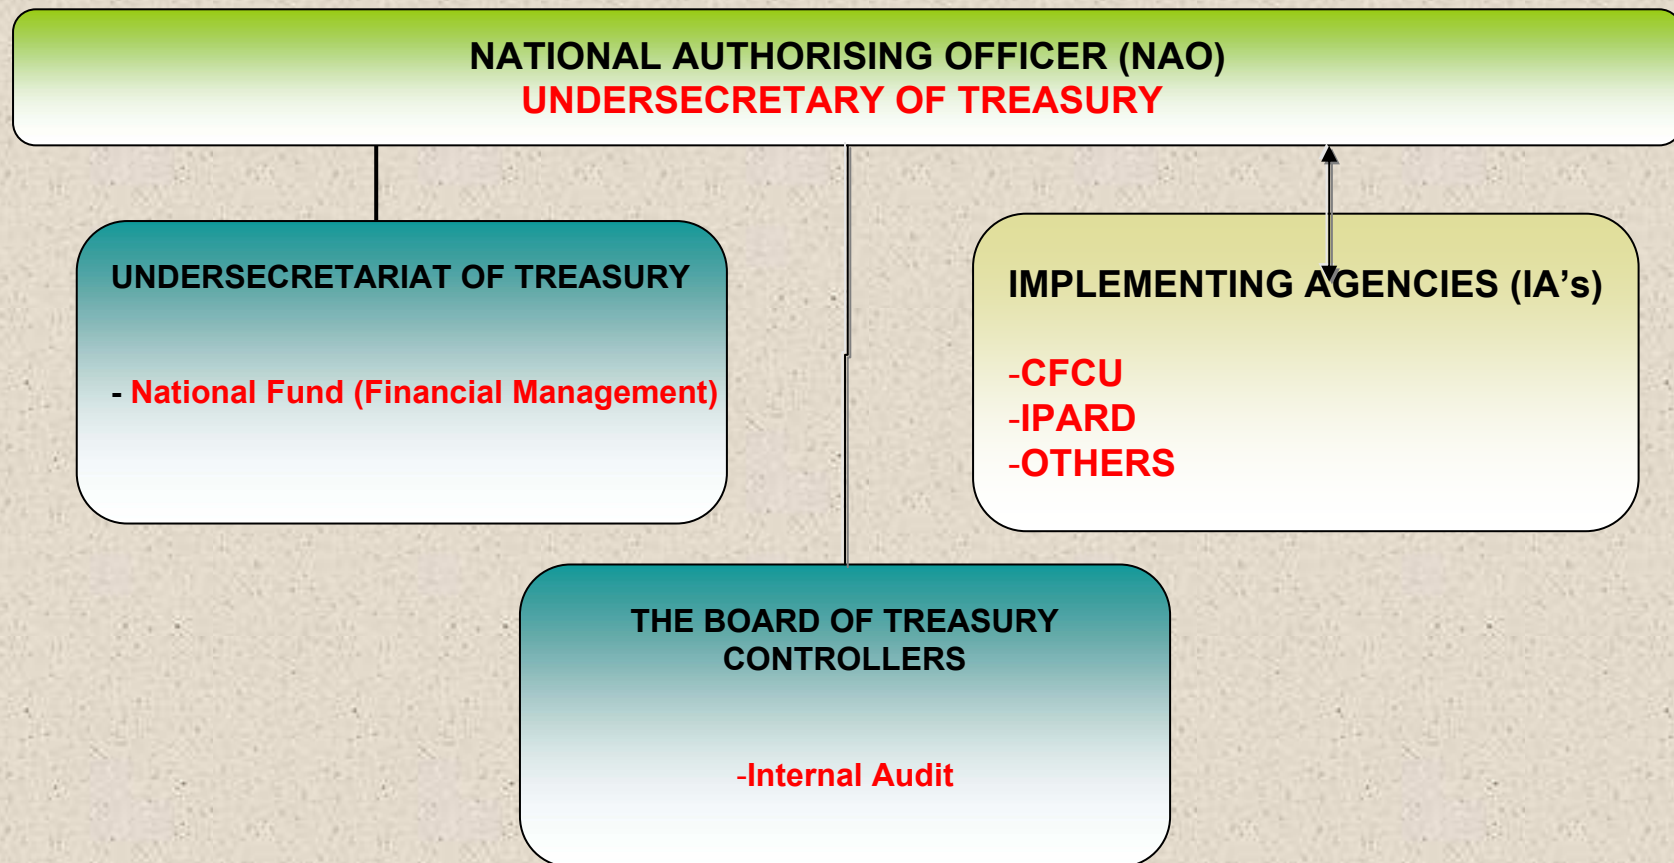 NATIONAL AUTHORISING OFFICER (NAO)
UNDERSECRETARY OF TREASURY
UNDERSECRETARIAT OF TREASURY
- National Fund (Financial Management)
IMPLEMENTING AGENCIES (IA’s)
-CFCU
-IPARD
-OTHERS
THE BOARD OF TREASURY
CONTROLLERS
-Internal Audit